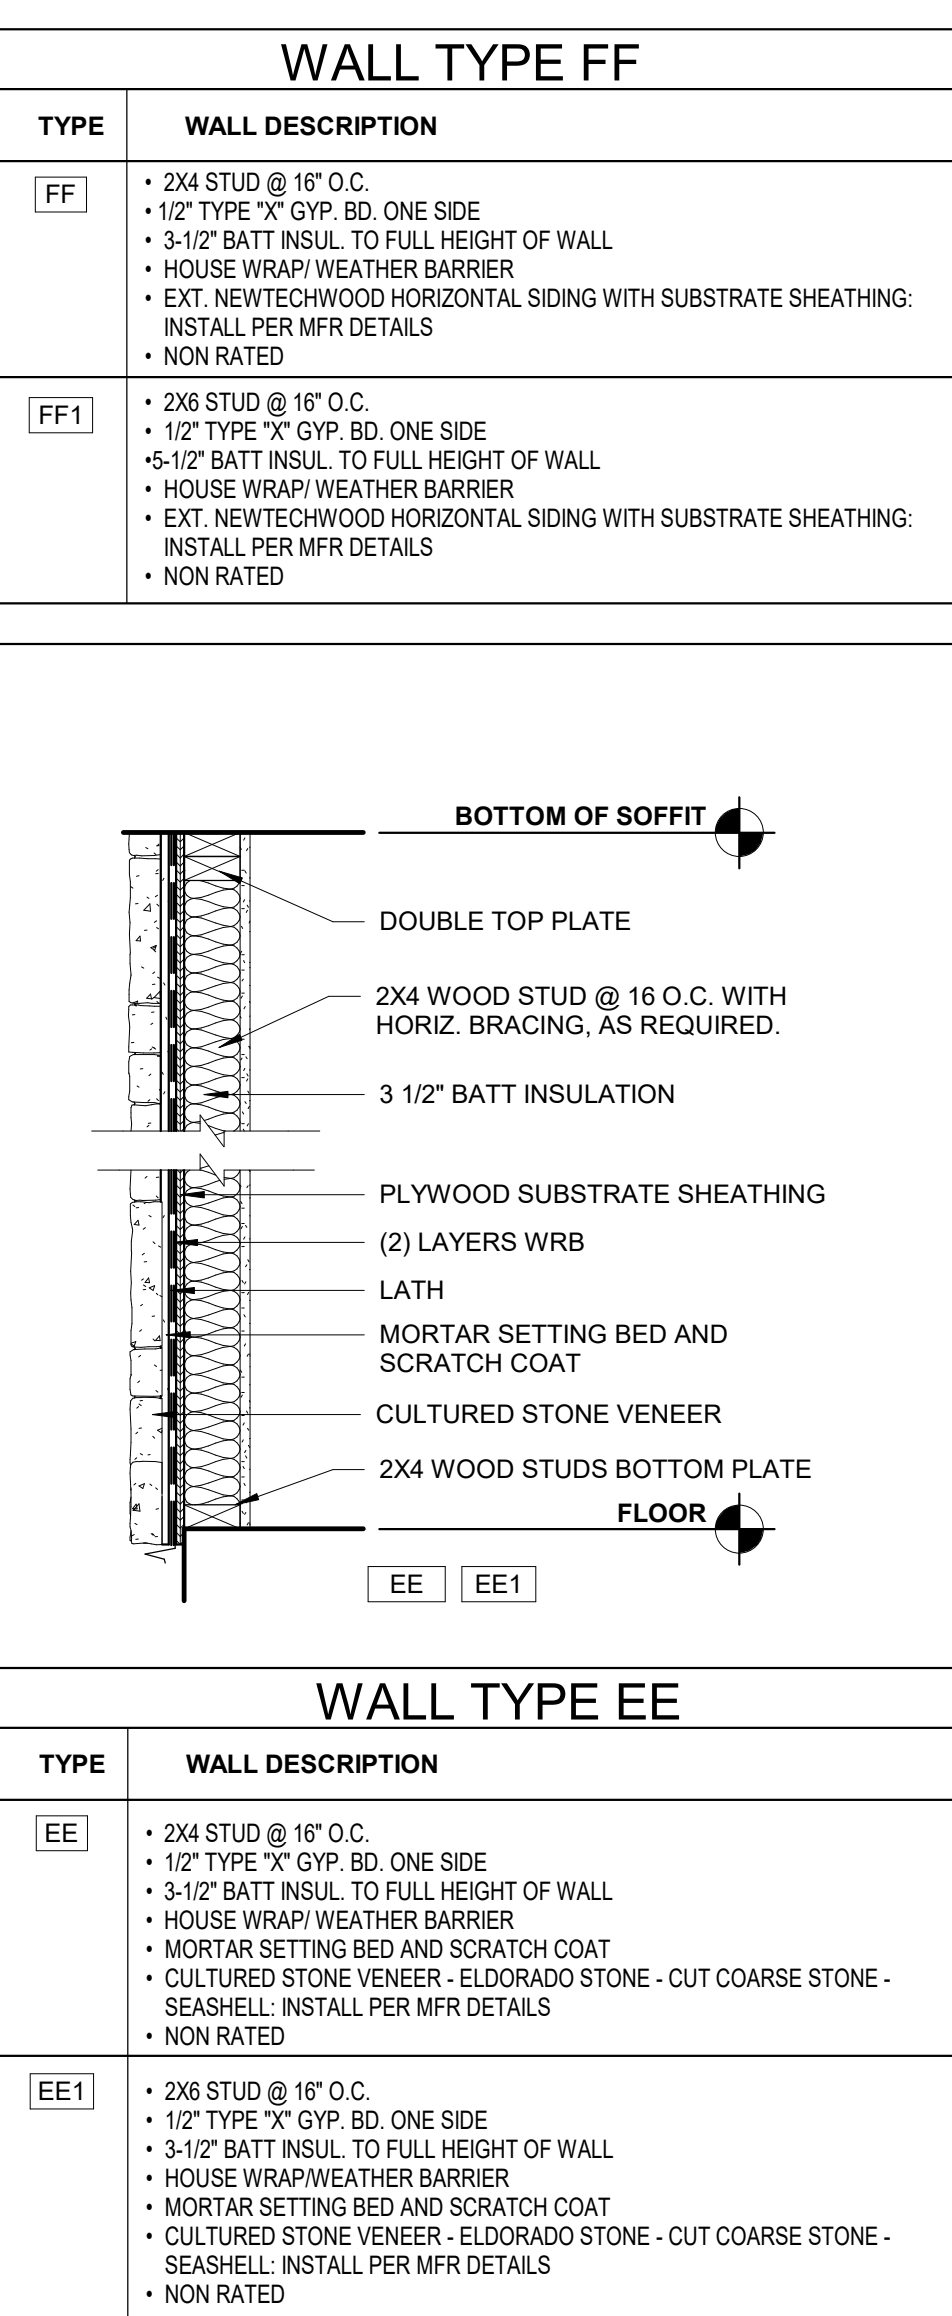 WALL TYPE FF
TYPE WALL DESCRIPTION
FF
• 2X4 STUD @ 16" O.C.
• 1/2" TYPE "X" GYP. BD. ONE SIDE
• 3-1/2" BATT INSUL. TO FULL HEIGHT OF WALL
• HOUSE WRAP/ WEATHER BARRIER
• EXT. NEWTECHWOOD HORIZONTAL SIDING WITH SUBSTRATE SHEATHING:
INSTALL PER MFR DETAILS
• NON RATED
FF1
• 2X6 STUD @ 16" O.C.
• 1/2" TYPE "X" GYP. BD. ONE SIDE
•5-1/2" BATT INSUL. TO FULL HEIGHT OF WALL
• HOUSE WRAP/ WEATHER BARRIER
• EXT. NEWTECHWOOD HORIZONTAL SIDING WITH SUBSTRATE SHEATHING:
INSTALL PER MFR DETAILS
• NON RATED
BOTTOM OF SOFFIT
DOUBLE TOP PLATE
2X4 WOOD STUD @ 16 O.C. WITH
HORIZ. BRACING, AS REQUIRED.
3 1/2" BATT INSULATION
PLYWOOD SUBSTRATE SHEATHING
(2) LAYERS WRB
LATH
MORTAR SETTING BED AND
SCRATCH COAT
CULTURED STONE VENEER
2X4 WOOD STUDS BOTTOM PLATE
FLOOR
EE EE1
WALL TYPE EE
TYPE WALL DESCRIPTION
EE
• 2X4 STUD @ 16" O.C.
• 1/2" TYPE "X" GYP. BD. ONE SIDE
• 3-1/2" BATT INSUL. TO FULL HEIGHT OF WALL
• HOUSE WRAP/ WEATHER BARRIER
• MORTAR SETTING BED AND SCRATCH COAT
• CULTURED STONE VENEER - ELDORADO STONE - CUT COARSE STONE -
SEASHELL: INSTALL PER MFR DETAILS
• NON RATED
EE1
• 2X6 STUD @ 16" O.C.
• 1/2" TYPE "X" GYP. BD. ONE SIDE
• 3-1/2" BATT INSUL. TO FULL HEIGHT OF WALL
• HOUSE WRAP/WEATHER BARRIER
• MORTAR SETTING BED AND SCRATCH COAT
• CULTURED STONE VENEER - ELDORADO STONE - CUT COARSE STONE -
SEASHELL: INSTALL PER MFR DETAILS
• NON RATED